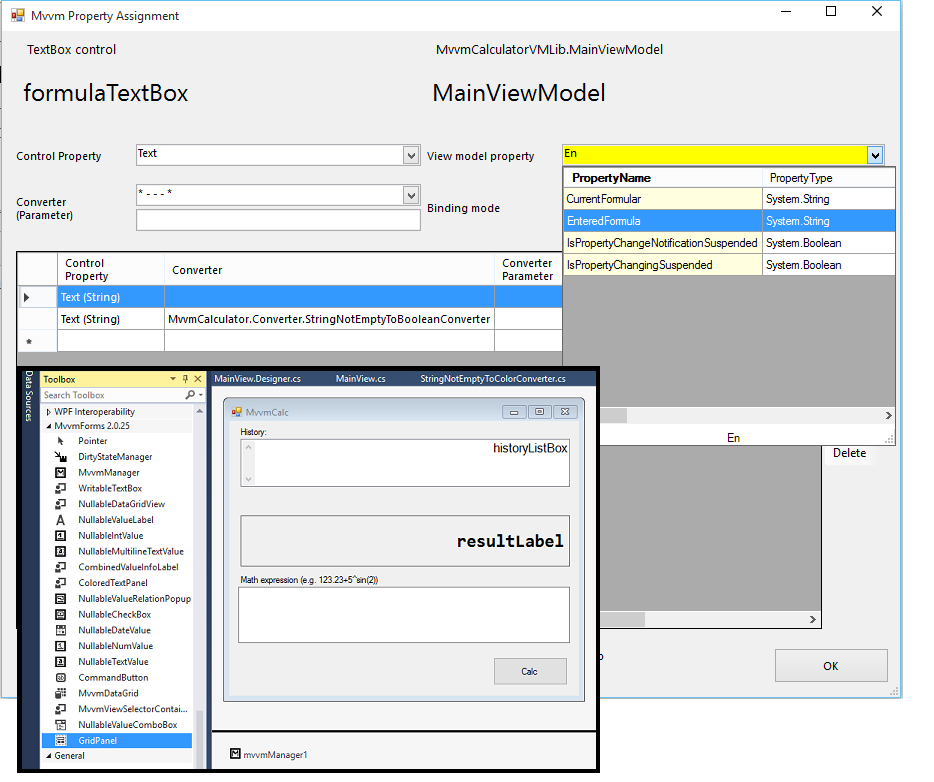 Mvvm Property Assignment
TextBox control
MvvmCalculatorVMLib.MainViewModel
formulaTextBox
MainViewModel
Control Property
Text
View model property
En
Converter
(Parameter)
* - - - *
Binding mode
PropertyName PropertyType
CurrentFormular System.String
EnteredFormula System.String
IsPropertyChangeNotificationSuspended System.Boolean
IsPropertyChangingSuspended System.Boolean
En
Control
Property
Converter
Converter
Parameter
Text (String)
Text (String) MvvmCalculator.Converter.StringNotEmptyToBooleanConverter
*
Delete
OK
Data Sources
Toolbox
Search Toolbox
WPF Interoperability
MvvmForms 2.0.25
Pointer
DirtyStateManager
MvvmManager
WritableTextBox
NullableDataGridView
NullableValueLabel
NullableIntValue
NullableMultilineTextValue
CombinedValueInfoLabel
ColoredTextPanel
NullableValueRelationPopup
NullableCheckBox
NullableDateValue
NullableNumValue
NullableTextValue
CommandButton
MvvmDataGrid
MvvmViewSelectorContai...
NullableValueComboBox
GridPanel
General
MainView.Designer.cs MainView.cs StringNotEmptyToColorConverter.cs
MvvmCalc
History:
historyListBox
resultLabel
Math expression (e.g. 123.23+5^sin(2))
Calc
mvvmManager1